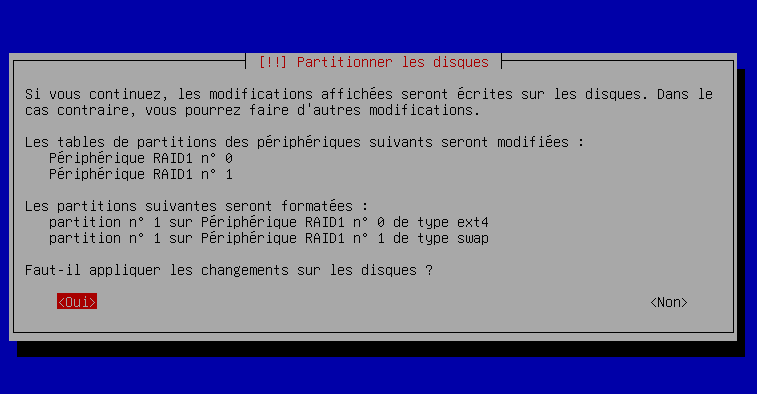 [!!] Partitionner les disques
Si vous continuez, les modifications affichées seront écrites sur les disques. Dans le
cas contraire, vous pourrez faire d'autres modifications.
Les tables de partitions des périphériques suivants seront modifiées :
Périphérique RAID1 n° 0
Périphérique RAID1 n° 1
Les partitions suivantes seront formatées :
partition n° 1 sur Périphérique RAID1 n° 0 de type ext4
partition n° 1 sur Périphérique RAID1 n° 1 de type swap
Faut-il appliquer les changements sur les disques ?
<Oui> <Non>